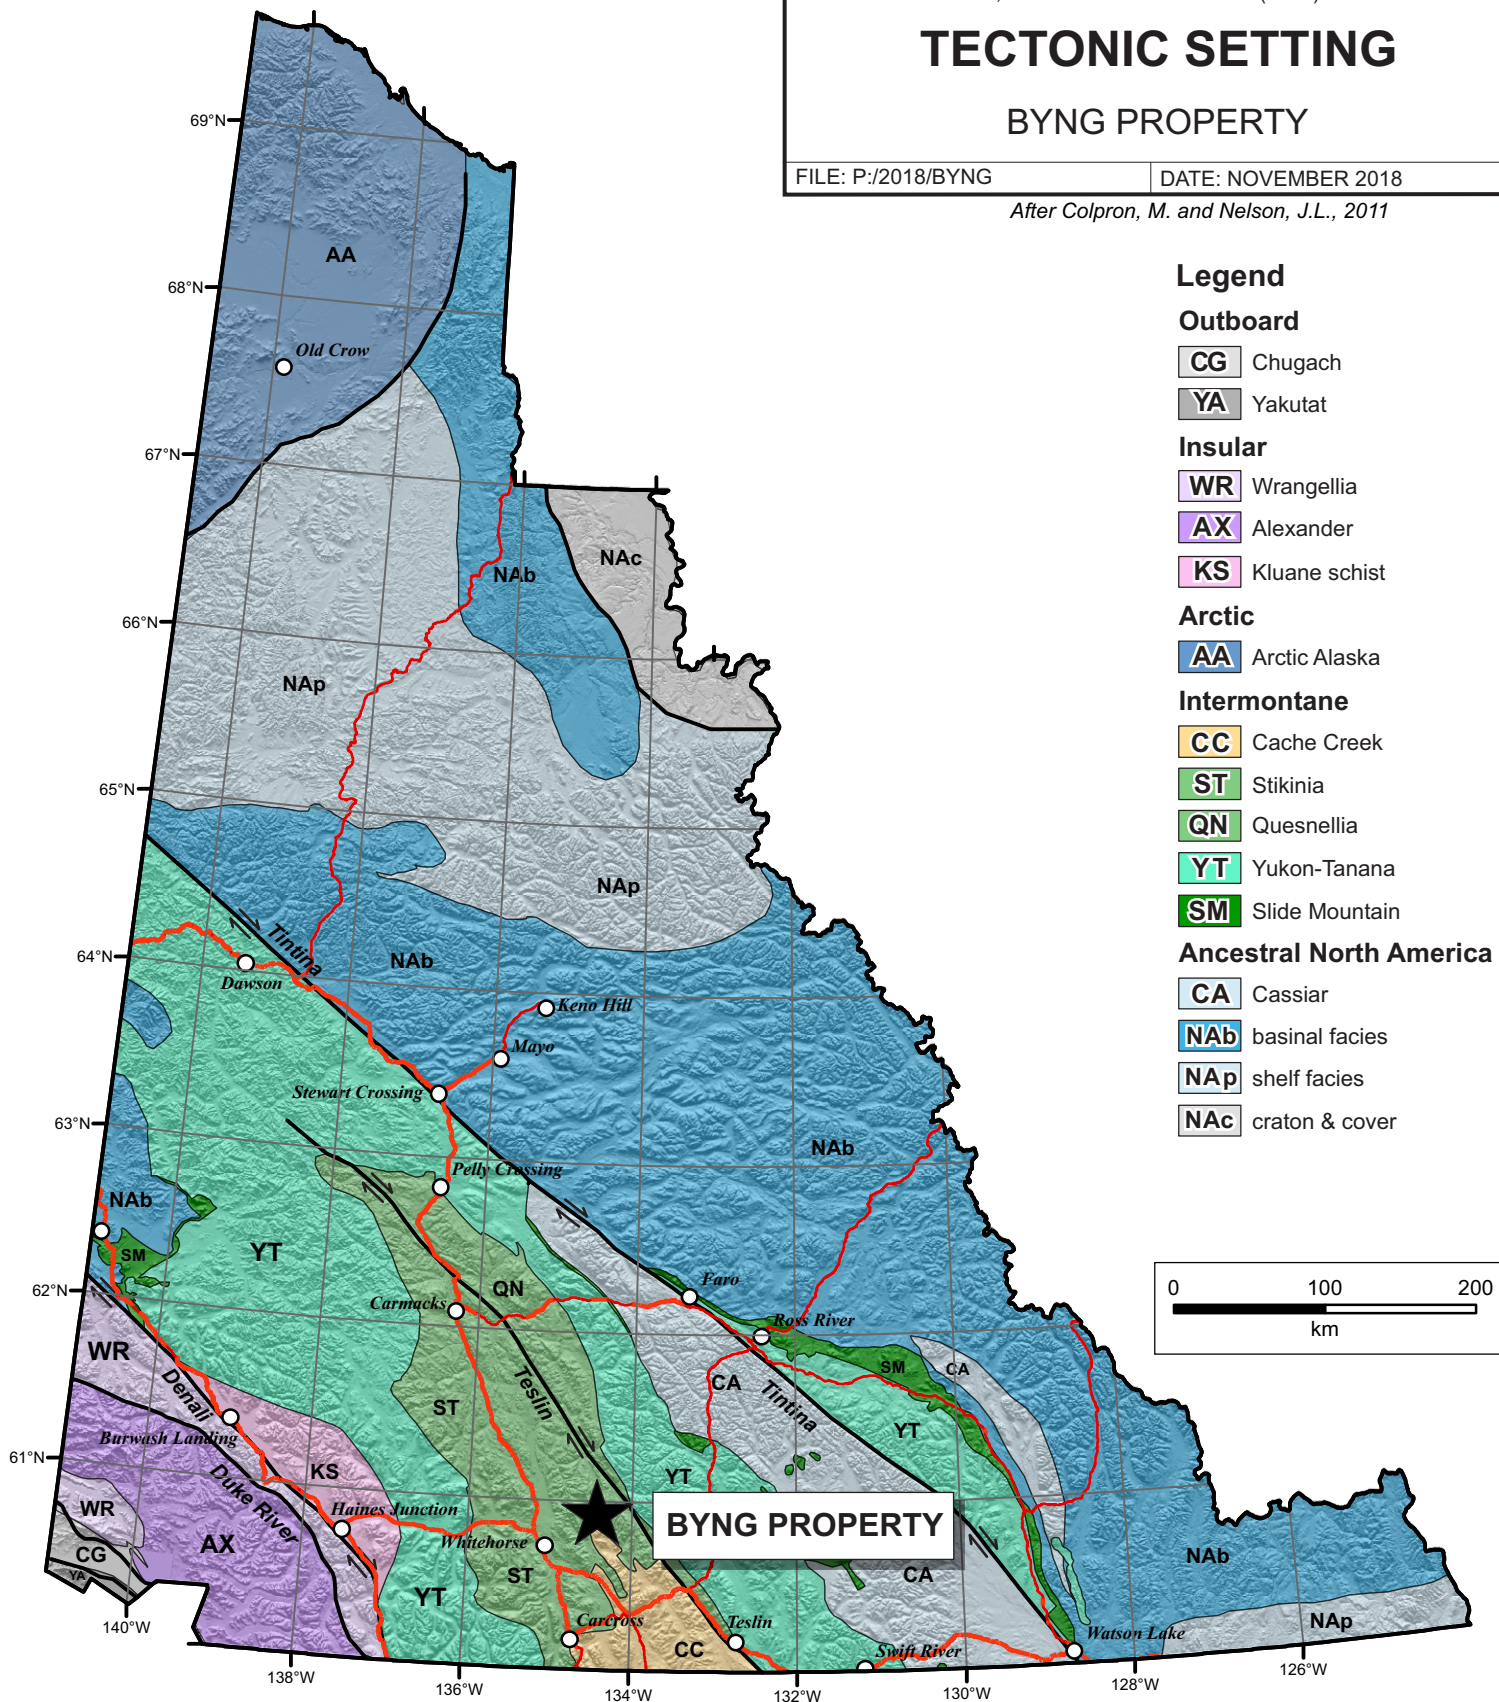 TECTONIC SETTING
BYNG PROPERTY
FILE: P:/2018/BYNG
DATE: NOVEMBER 2018
After Colpron, M. and Nelson, J.L., 2011
Legend
Outboard
CG Chugach
YA Yakutat
Insular
WR Wrangellia
AX Alexander
KS Kluane schist
Arctic
AA Arctic Alaska
Intermontane
CC Cache Creek
ST Stikinia
QN Quesnellia
YT Yukon-Tanana
SM Slide Mountain
Ancestral North America
CA Cassiar
NAb basinal facies
NAp shelf facies
NAc craton & cover
0 100 200
km
69°N
68°N
67°N
66°N
65°N
64°N
63°N
62°N
61°N
AA
Old Crow
NAb
NAc
NAp
NAp
Tintina
NAb
Dawson
Keno Hill
Mayo
Stewart Crossing
NAb
Pelly Crossing
NAb
SM
YT
QN
Faro
Carmacks
Ross River
WR
SM
CA
Denali
Teslin
CA
Tintina
ST
YT
Burwash Landing
KS
YT
Duke River
WR
Haines Junction
BYNG PROPERTY
AX
Whitehorse
CG
YA
ST
CA
NAb
YT
Carcross
Teslin
CC
Swift River
Watson Lake
NAp
140°W
138°W
136°W
134°W
132°W
130°W
128°W
126°W